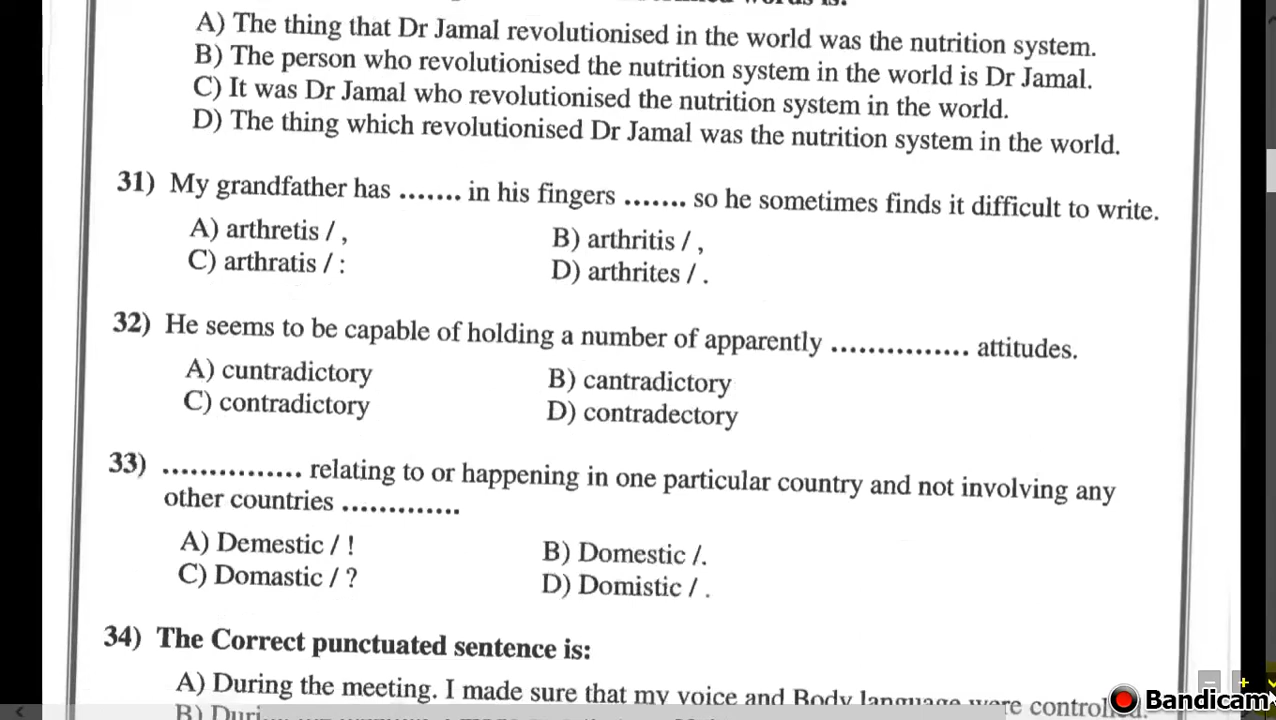 A) The thing that Dr Jamal revolutionised in the world was the nutrition system.
B) The person who revolutionised the nutrition system in the world is Dr Jamal.
C) It was Dr Jamal who revolutionised the nutrition system in the world.
D) The thing which revolutionised Dr Jamal was the nutrition system in the world.
31) My grandfather has ....... in his fingers ....... so he sometimes finds it difficult to write.
A) arthretis / ,
B) arthritis / ,
C) arthratis / :
D) arthrites / .
32) He seems to be capable of holding a number of apparently ............... attitudes.
A) cuntradictory
B) cantradictory
C) contradictory
D) contradectory
33) ............... relating to or happening in one particular country and not involving any
other countries .............
A) Demestic / !
B) Domestic /.
C) Domastic / ?
D) Domistic / .
34) The Correct punctuated sentence is:
A) During the meeting. I made sure that my voice and Body language were controlled.
Bandicam